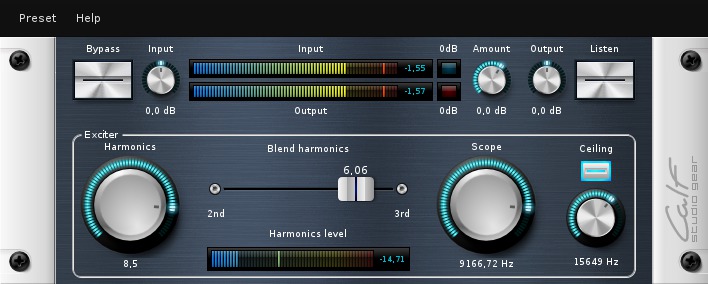 Preset Help
Bypass Input Input 0dB Amount Output Listen
-1,55
-1,57
0,0 dB Output 0dB 0,0 dB 0,0 dB
Exciter
Harmonics Blend harmonics Scope Ceiling
6,06
2nd 3rd
Harmonics level
-14,71
8,5 9166,72 Hz 15649 Hz
Calf
studio gear